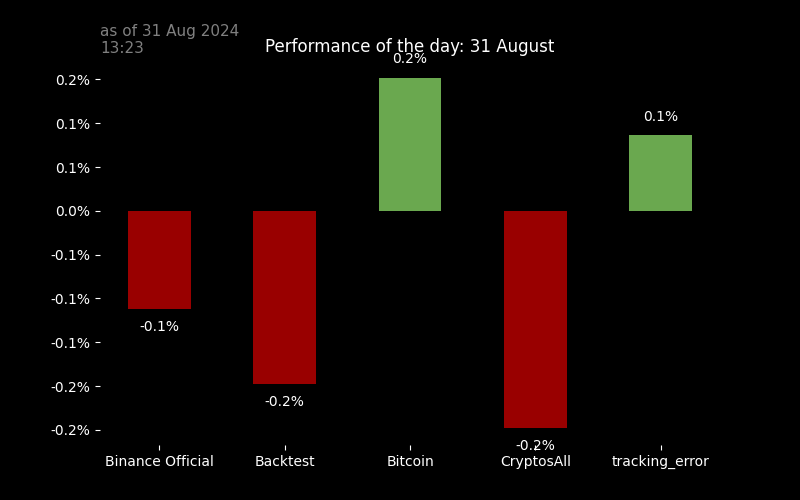 as of 31 Aug 2024
13:23
Performance of the day: 31 August
0.2%
0.2%
0.1%
0.1%
0.1%
0.0%
-0.1%
-0.1%
-0.1%
-0.1%
-0.2%
-0.2%
-0.2%
-0.2%
Binance Official
Backtest
Bitcoin
CryptosAll
tracking_error